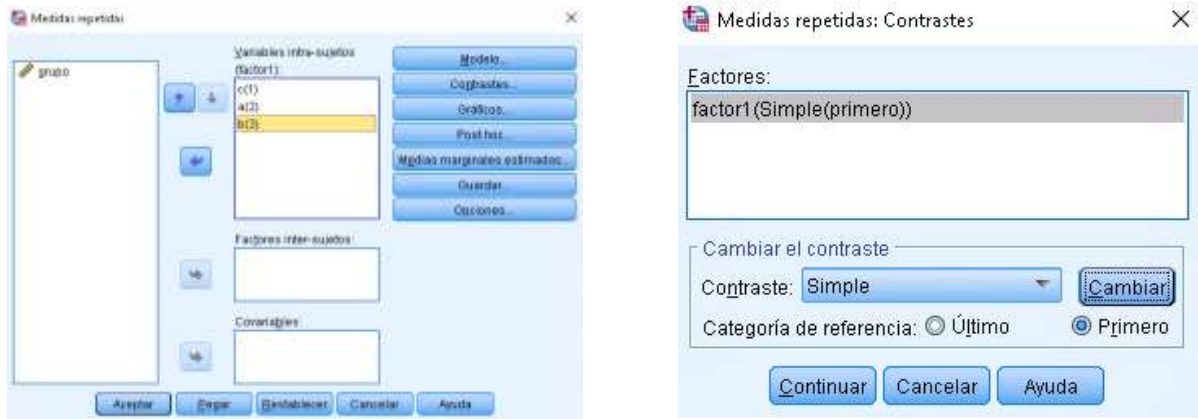 Medidas repetidas
Variables intra-sujetos
(factor1):
grupo
c(1)
a(2)
b(3)
Modelo...
Contrastes...
Gráficos...
Post hoc...
Medias marginales estimadas...
Guardar...
Opciones...
Factores inter-sujetos:
Covariables:
Aceptar Pegar Restablecer Cancelar Ayuda
Medidas repetidas: Contrastes
Factores:
factor1(Simple(primero))
Cambiar el contraste
Contraste: Simple Cambiar
Categoría de referencia: Último Primero
Continuar Cancelar Ayuda